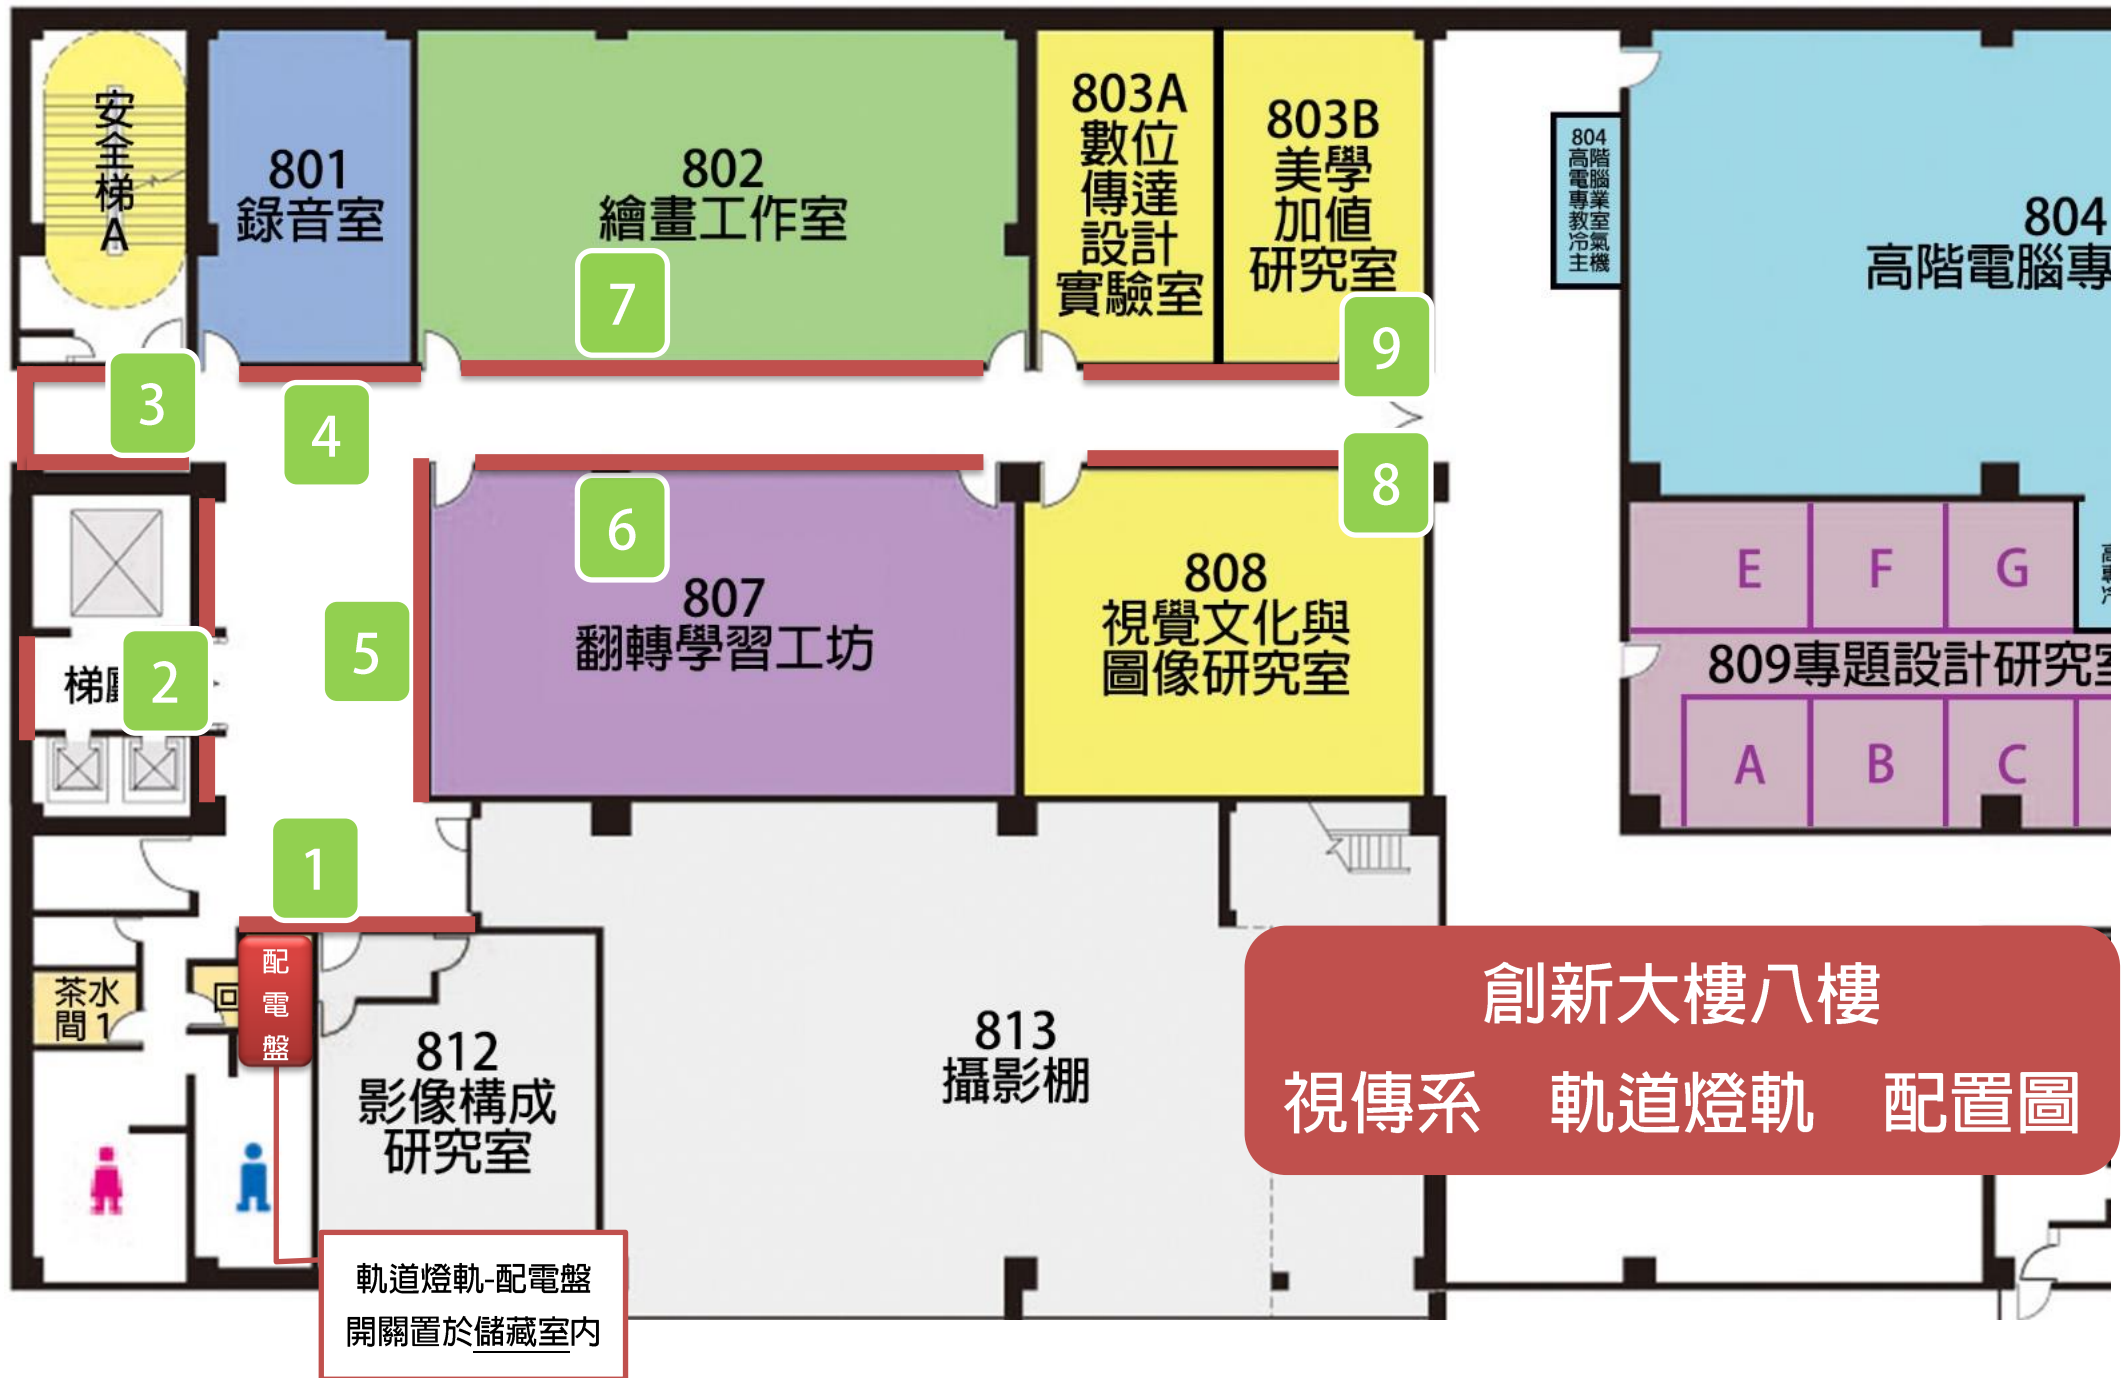 安全梯A
801
錄音室
802
繪畫工作室
803A
數位
傳達
設計
實驗室
803B
美學
加值
研究室
804
高階
電腦
專業
教室
冷氣
主機
804
高階電腦專
7
9
3
4
8
6
807
翻轉學習工坊
808
視覺文化與
圖像研究室
E
F
G
809專題設計研究室
A
B
C
5
梯廳
2
1
茶水
間1
回
配
電
盤
812
影像構成
研究室
813
攝影棚
創新大樓八樓
視傳系 軌道燈軌 配置圖
軌道燈軌-配電盤
開關置於儲藏室内